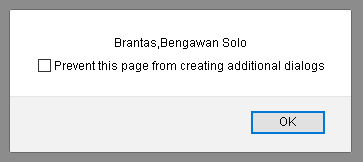 Brantas,Bengawan Solo
Prevent this page from creating additional dialogs
OK